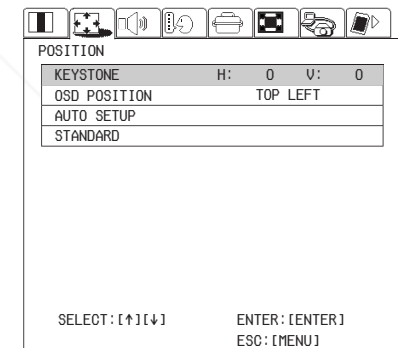 POSITION
KEYSTONE H: 0 V: 0
OSD POSITION TOP LEFT
AUTO SETUP
STANDARD
SELECT:[↑][↓] ENTER:[ENTER]
ESC:[MENU]